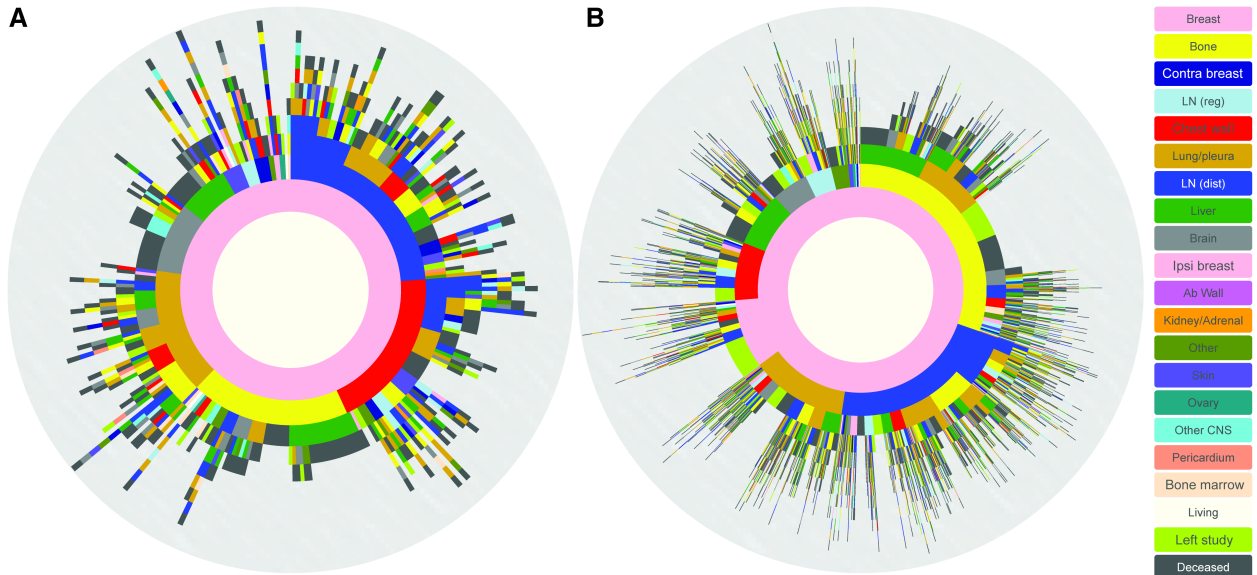 A
B
Breast
Bone
Contra breast
LN (reg)
Chest wall
Lung/pleura
LN (dist)
Liver
Brain
Ipsi breast
Ab Wall
Kidney/Adrenal
Other
Skin
Ovary
Other CNS
Pericardium
Bone marrow
Living
Left study
Deceased